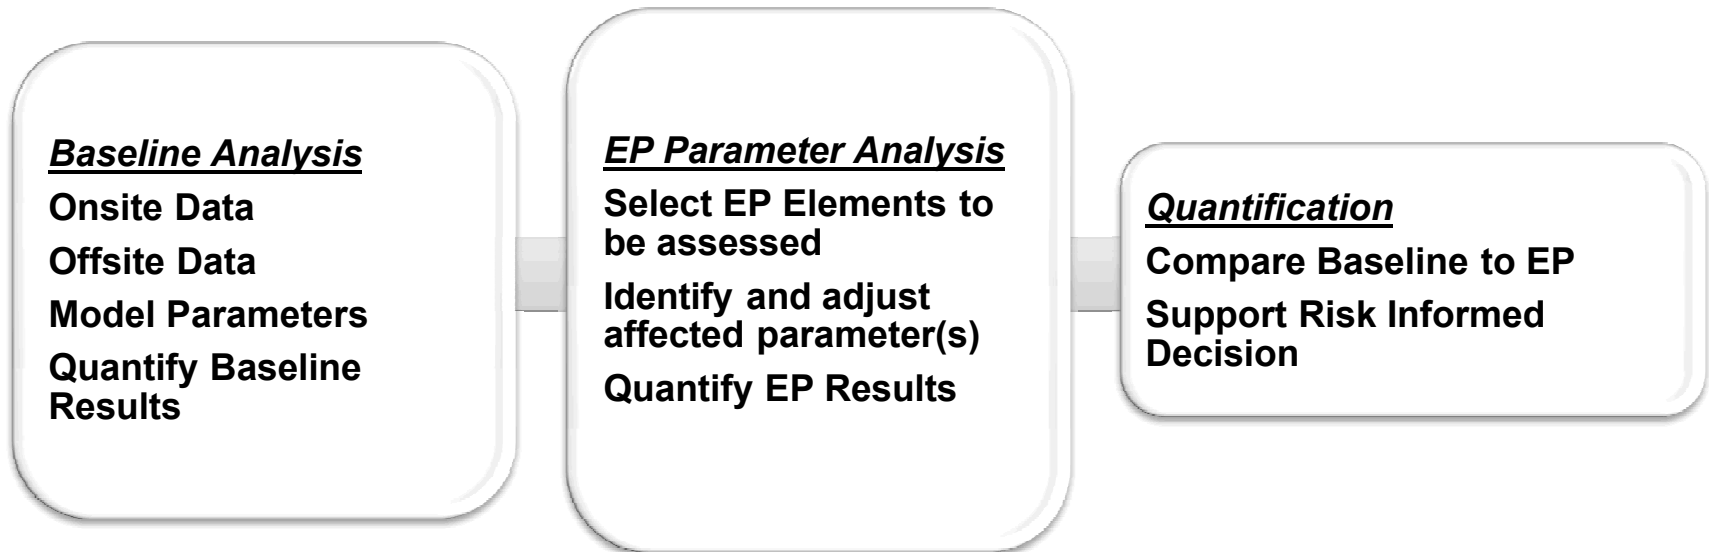 Baseline Analysis
Onsite Data
Offsite Data
Model Parameters
Quantify Baseline
Results
EP Parameter Analysis
Select EP Elements to
be assessed
Identify and adjust
affected parameter(s)
Quantify EP Results
Quantification
Compare Baseline to EP
Support Risk Informed
Decision